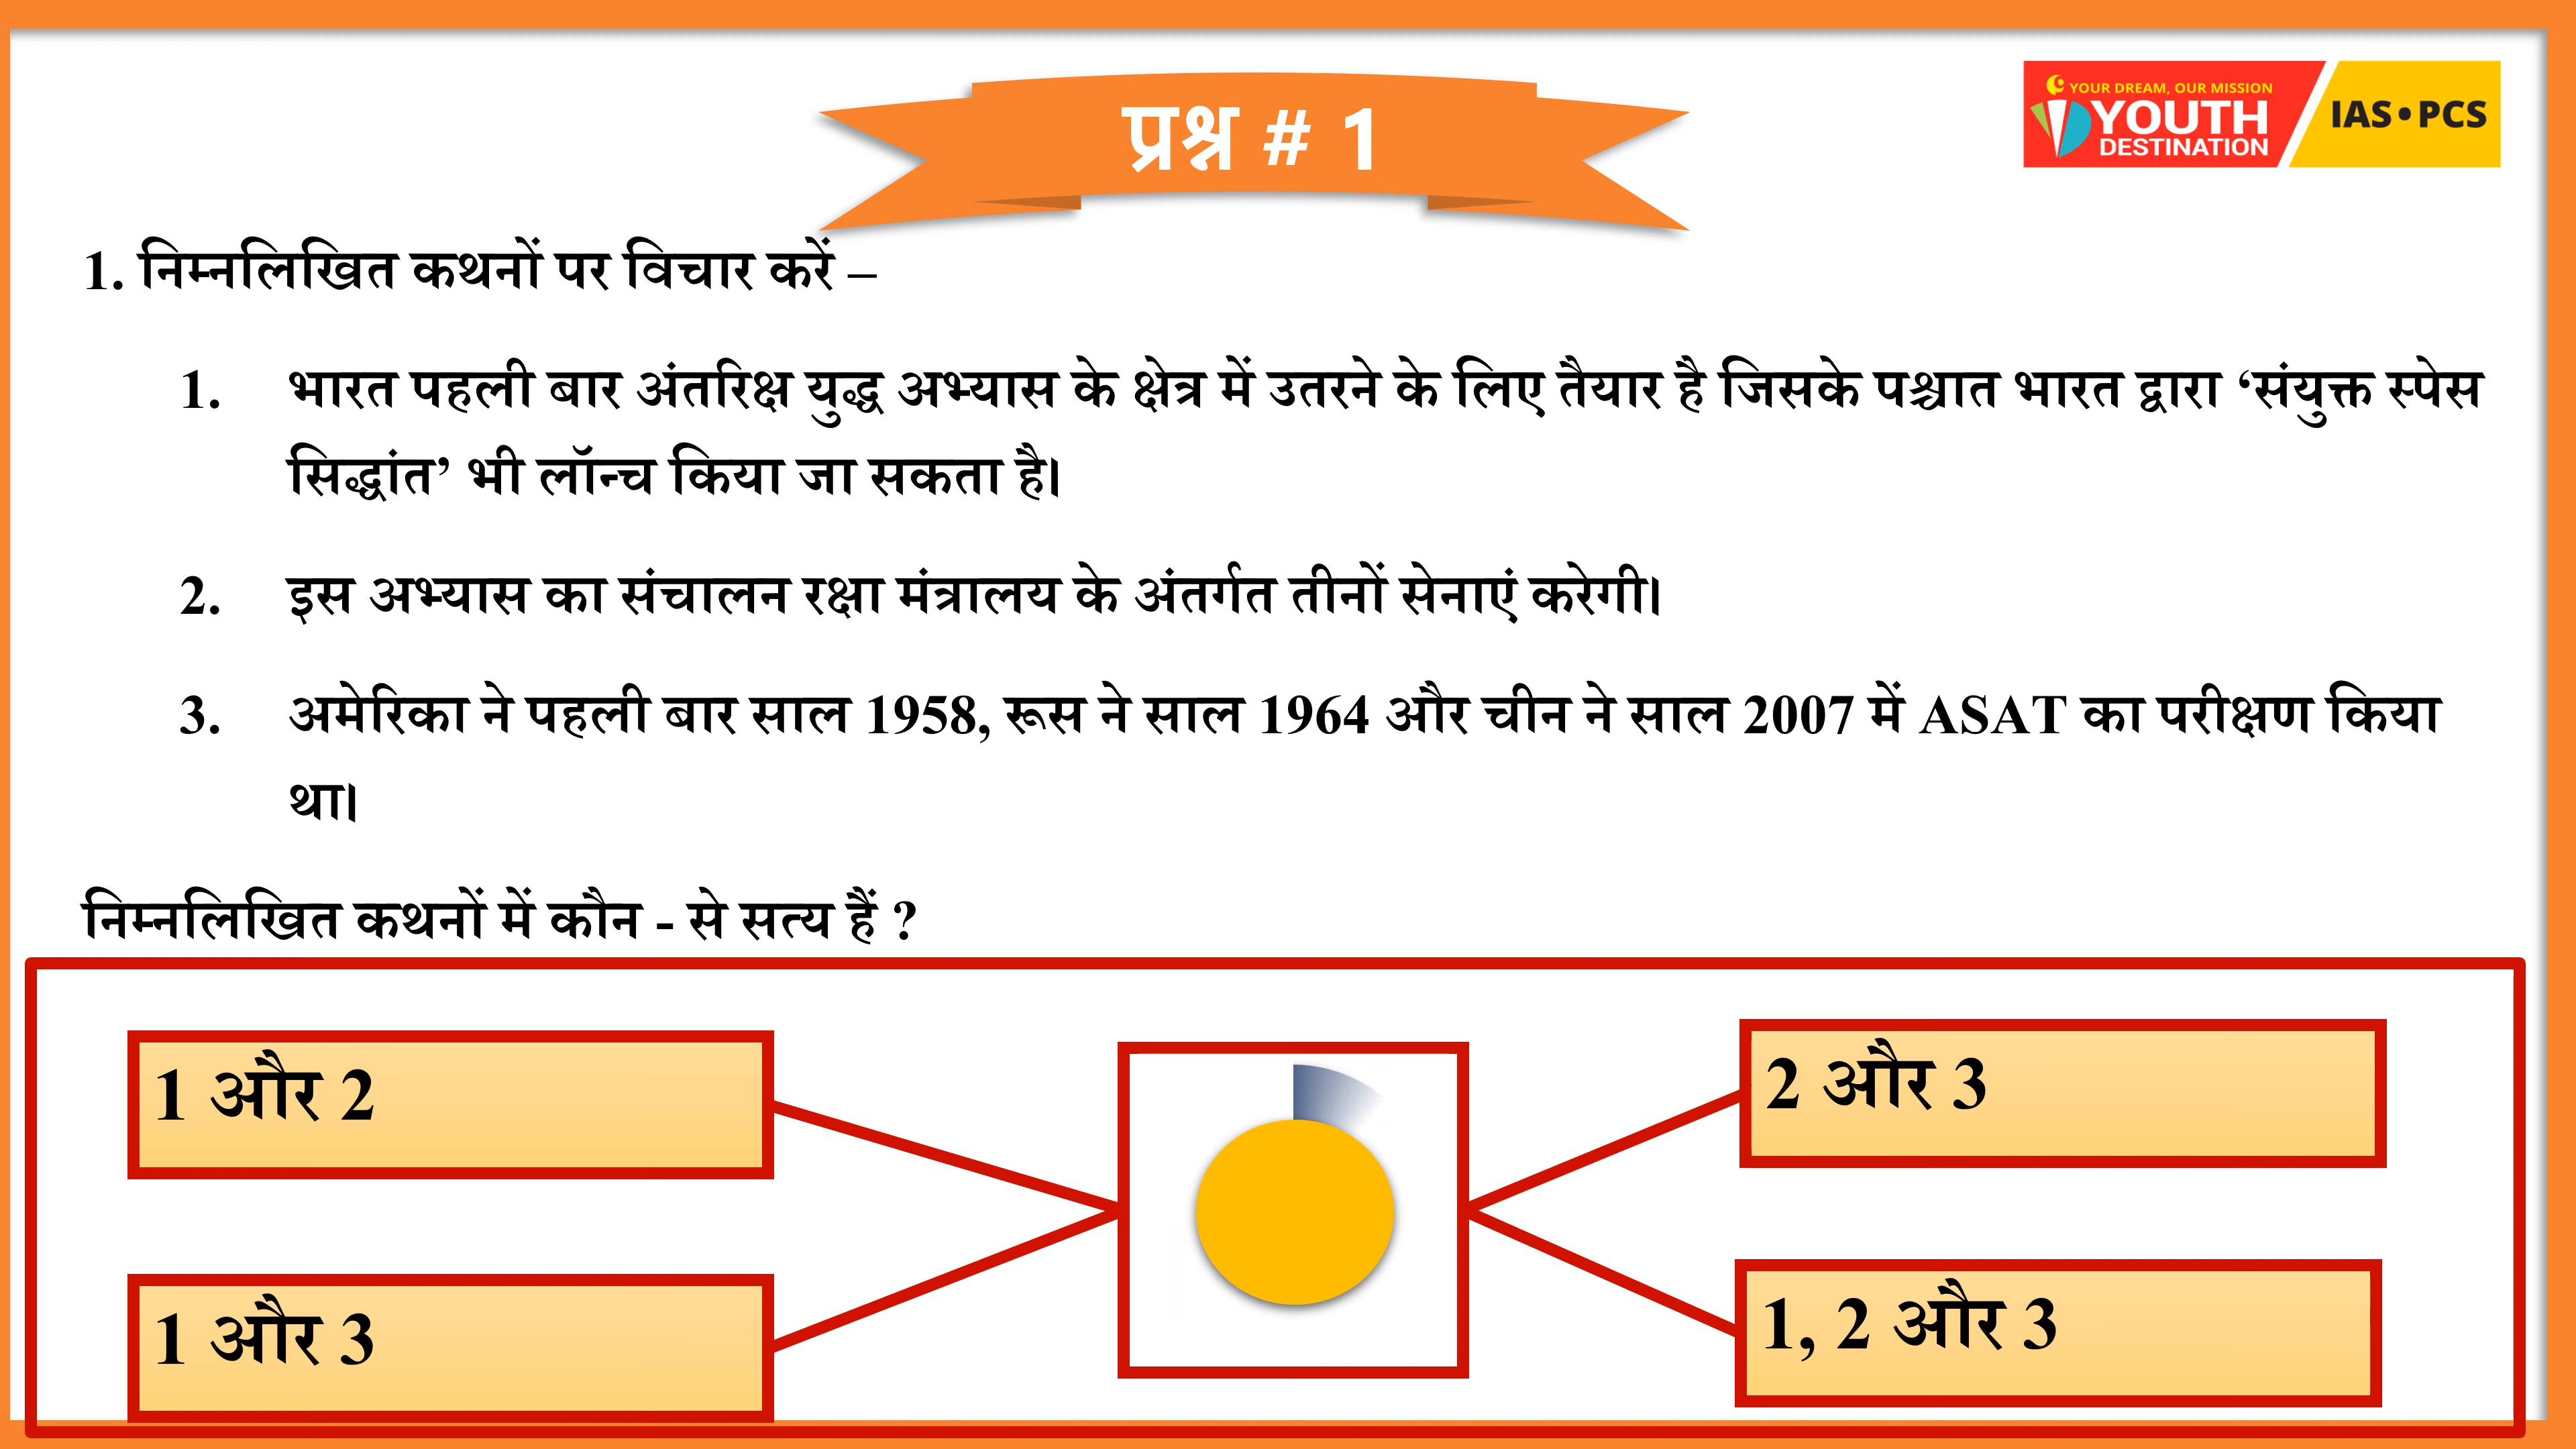 प्रश्न # 1
YOUR DREAM, OUR MISSION
YOUTH
DESTINATION
IAS•PCS
1. निम्नलिखित कथनों पर विचार करें –
1. भारत पहली बार अंतरिक्ष युद्ध अभ्यास के क्षेत्र में उतरने के लिए तैयार है जिसके पश्चात भारत द्वारा ‘संयुक्त स्पेस
सिद्धांत’ भी लॉन्च किया जा सकता है।
2. इस अभ्यास का संचालन रक्षा मंत्रालय के अंतर्गत तीनों सेनाएं करेगी।
3. अमेरिका ने पहली बार साल 1958, रूस ने साल 1964 और चीन ने साल 2007 में ASAT का परीक्षण किया
था।
निम्नलिखित कथनों में कौन - से सत्य हैं ?
1 और 2
2 और 3
1 और 3
1, 2 और 3